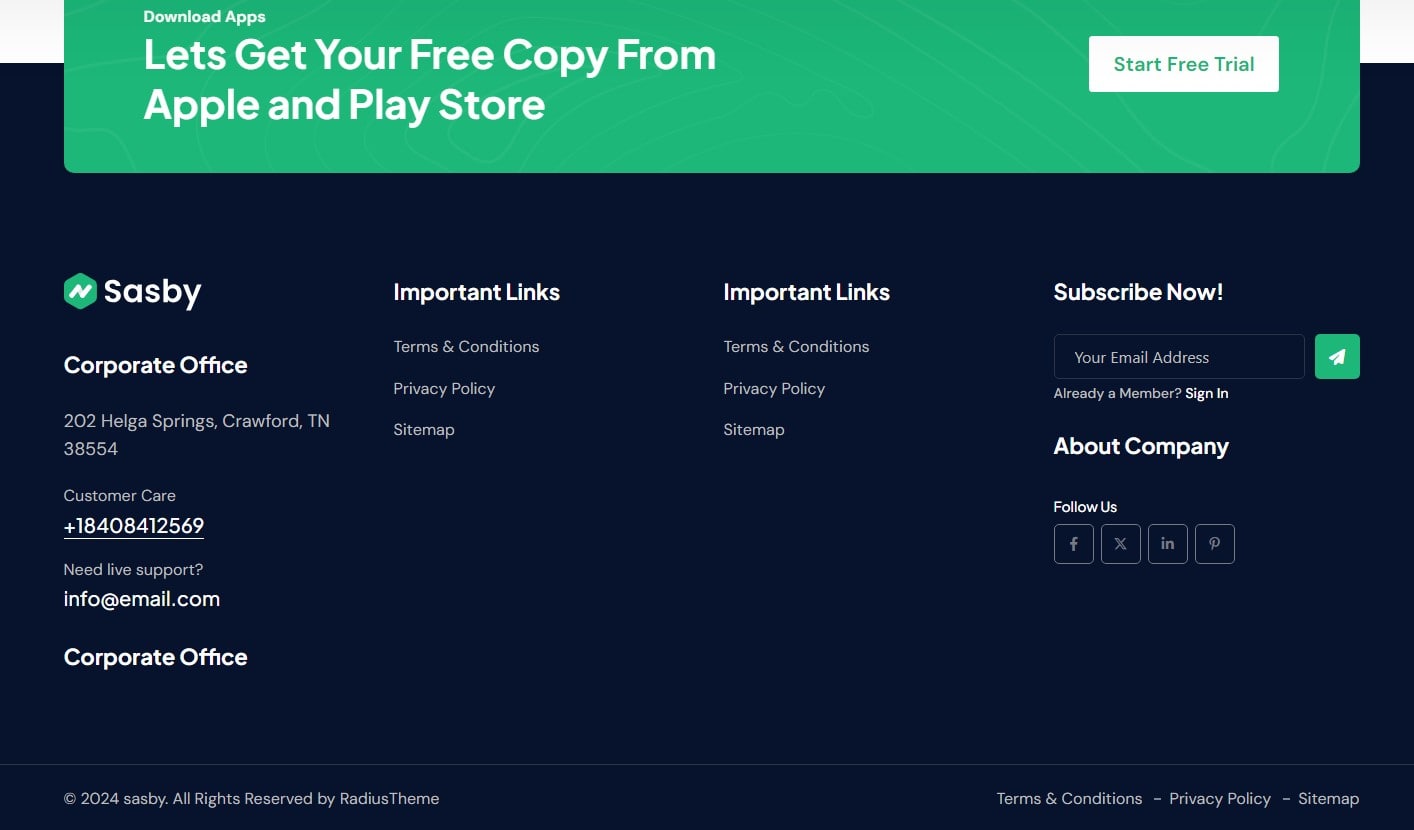 Download Apps
Lets Get Your Free Copy From
Apple and Play Store
Start Free Trial
Sasby
Corporate Office
202 Helga Springs, Crawford, TN
38554
Customer Care
+18408412569
Need live support?
info@email.com
Corporate Office
Important Links
Terms & Conditions
Privacy Policy
Sitemap
Important Links
Terms & Conditions
Privacy Policy
Sitemap
Subscribe Now!
Your Email Address
Already a Member? Sign In
About Company
Follow Us
© 2024 sasby. All Rights Reserved by RadiusTheme
Terms & Conditions – Privacy Policy – Sitemap